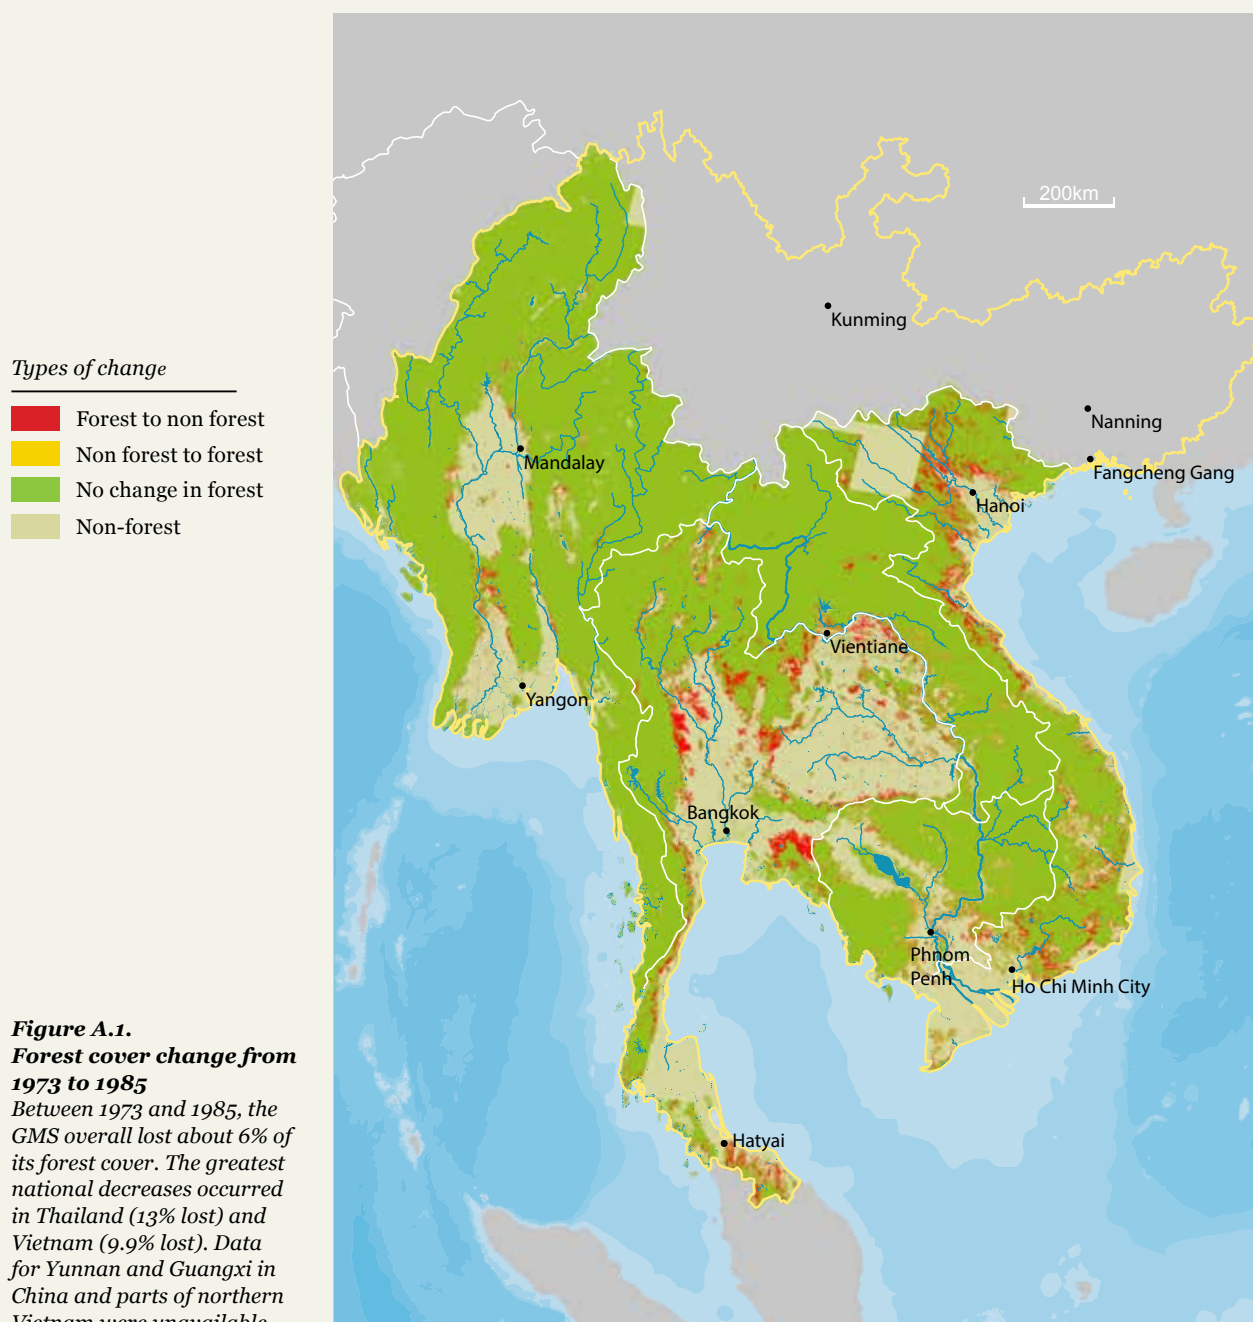 200km
Kunming
Nanning
Fangcheng Gang
Mandalay
Hanoi
Vientiane
Yangon
Bangkok
Phnom
Penh
Ho Chi Minh City
Hatyai
Types of change
Forest to non forest
Non forest to forest
No change in forest
Non-forest
Figure A.1.
Forest cover change from
1973 to 1985
Between 1973 and 1985, the
GMS overall lost about 6% of
its forest cover. The greatest
national decreases occurred
in Thailand (13% lost) and
Vietnam (9.9% lost). Data
for Yunnan and Guangxi in
China and parts of northern
Vietnam were unavailable